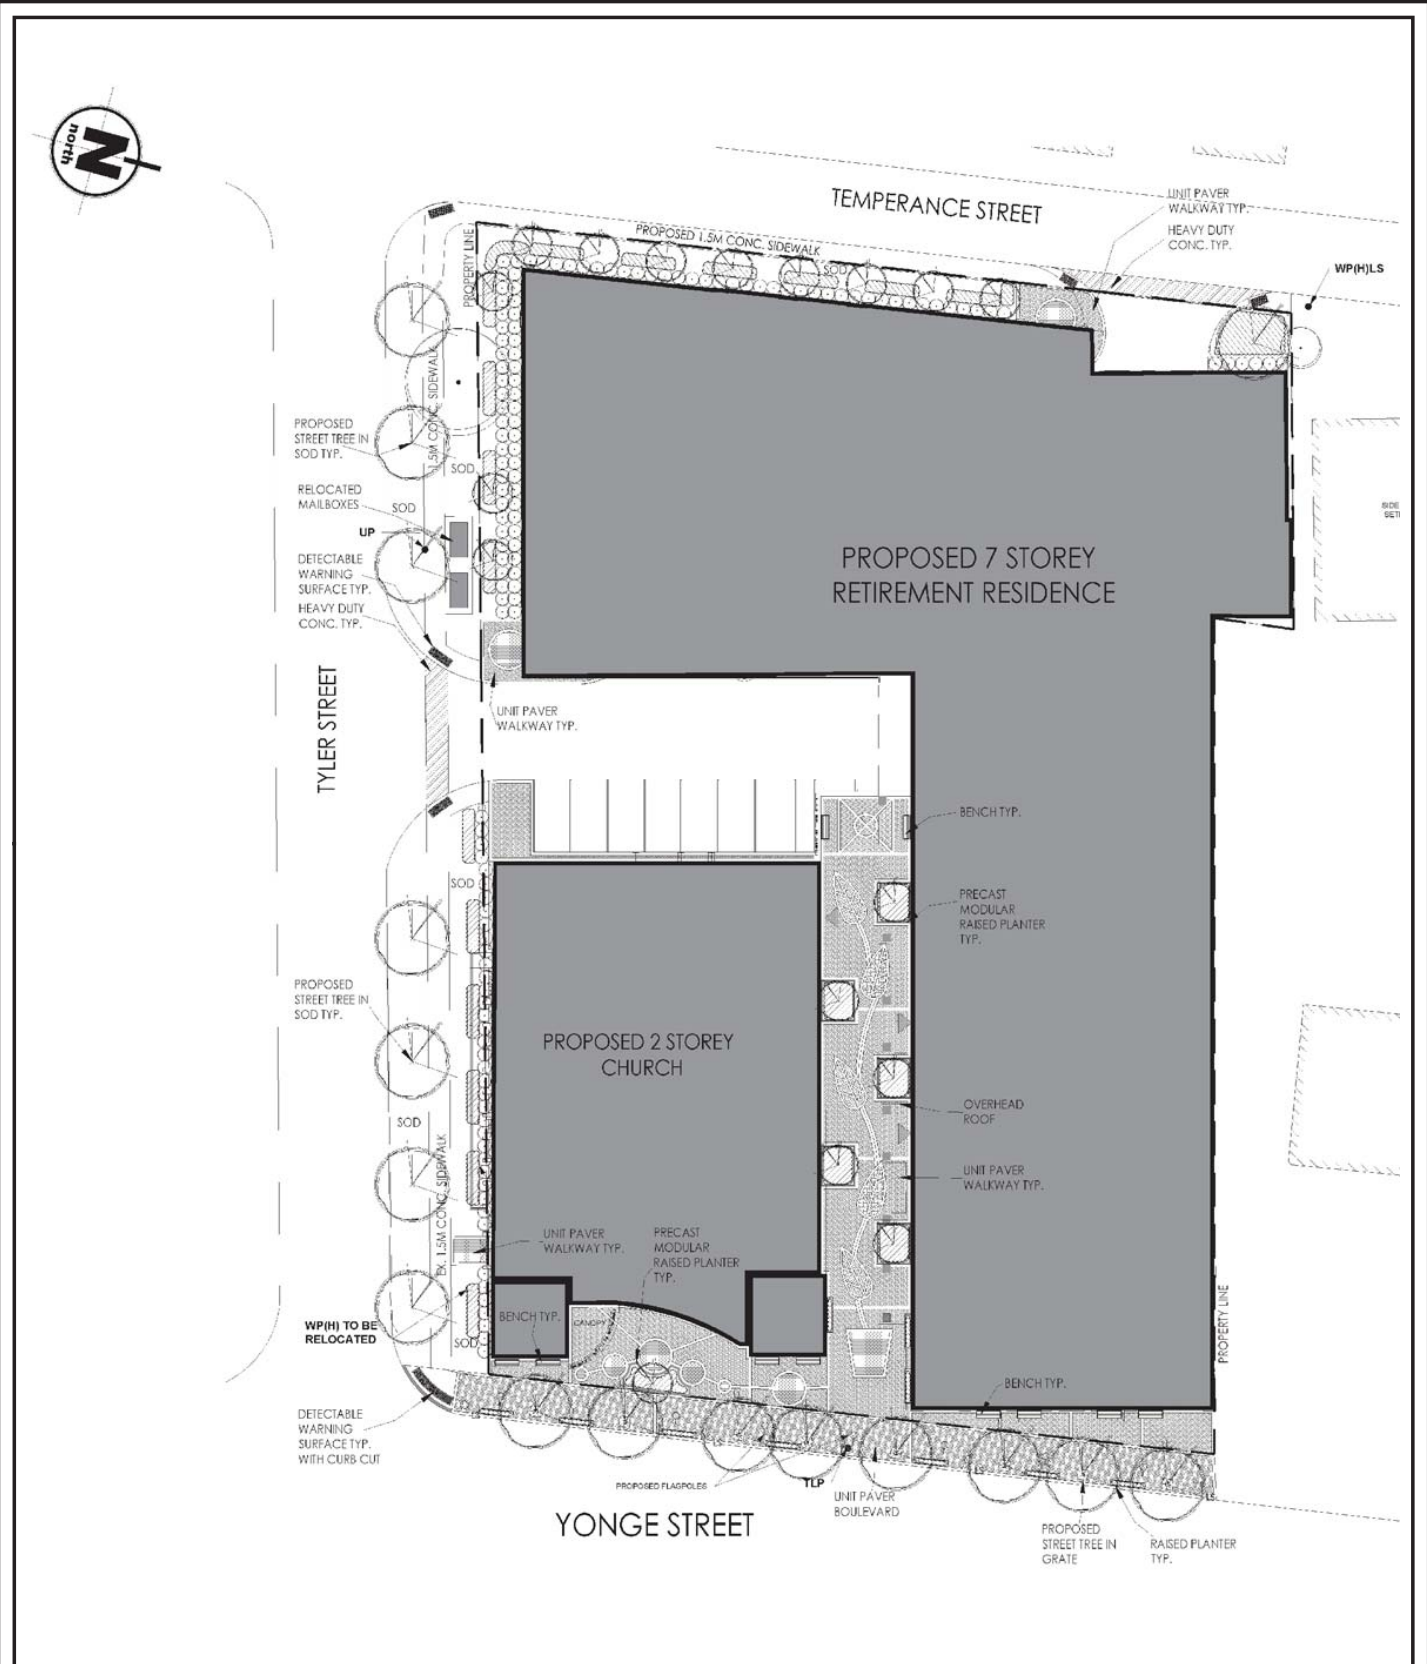 N
north
TEMPERANCE STREET
UNIT PAVER
WALKWAY TYP.
HEAVY DUTY
CONC. TYP.
WP(H)LS
PROPERTY LINE
PROPOSED 1.5M CONC. SIDEWALK
SOD
1.5M CONC. SIDEWALK
PROPOSED
STREET TREE IN
SOD TYP.
SOD
RELOCATED
MAILBOXES
SOD
UP
DETECTABLE
WARNING
SURFACE TYP.
HEAVY DUTY
CONC. TYP.
PROPOSED 7 STOREY
RETIREMENT RESIDENCE
SIDE
TYLER STREET
UNIT PAVER
WALKWAY TYP.
BENCH TYP.
SOD
PRECAST
MODULAR
RAISED PLANTER
TYP.
PROPOSED
STREET TREE IN
SOD TYP.
PROPOSED 2 STOREY
CHURCH
OVERHEAD
ROOF
SOD
EX. 1.5M CONC. SIDEWALK
UNIT PAVER
WALKWAY TYP.
UNIT PAVER
WALKWAY TYP.
PRECAST
MODULAR
RAISED PLANTER
TYP.
WP(H) TO BE
RELOCATED
SOD
BENCH TYP.
CANOPY
PROPERTY LINE
BENCH TYP.
DETECTABLE
WARNING
SURFACE TYP.
WITH CURB CUT
PROPOSED FLAGPOLES
TLP
UNIT PAVER
BOULEVARD
LS
YONGE STREET
PROPOSED
STREET TREE IN
GRATE
RAISED PLANTER
TYP.